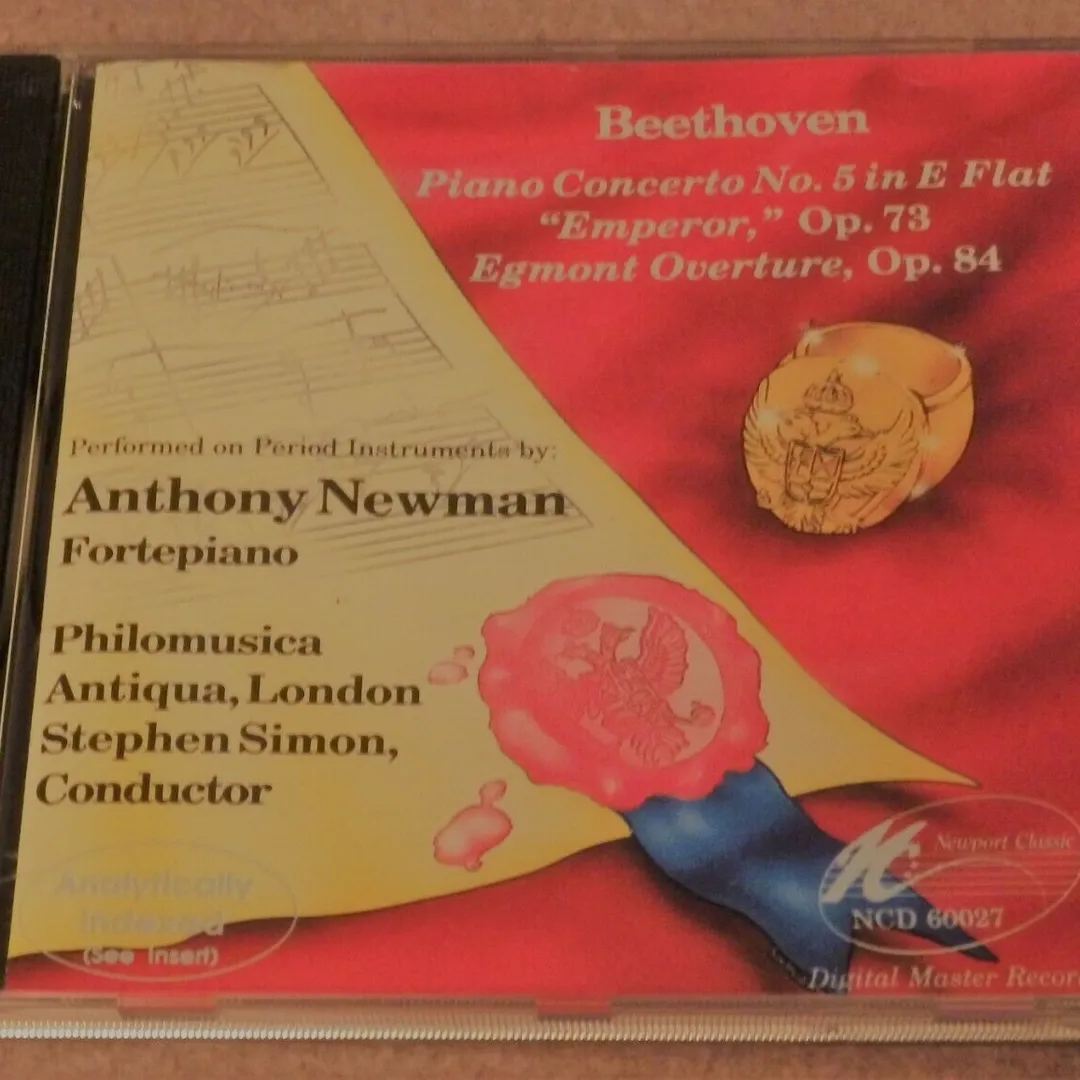 Beethoven
Piano Concerto No. 5 in E Flat
“Emperor,” Op. 73
Egmont Overture, Op. 84
Performed on Period Instruments by:
Anthony Newman
Fortepiano
Philomusica
Antiqua, London
Stephen Simon,
Conductor
Analytically
Indexed
(See Insert)
NC
Newport Classic
NCD 60027
Digital Master Recor